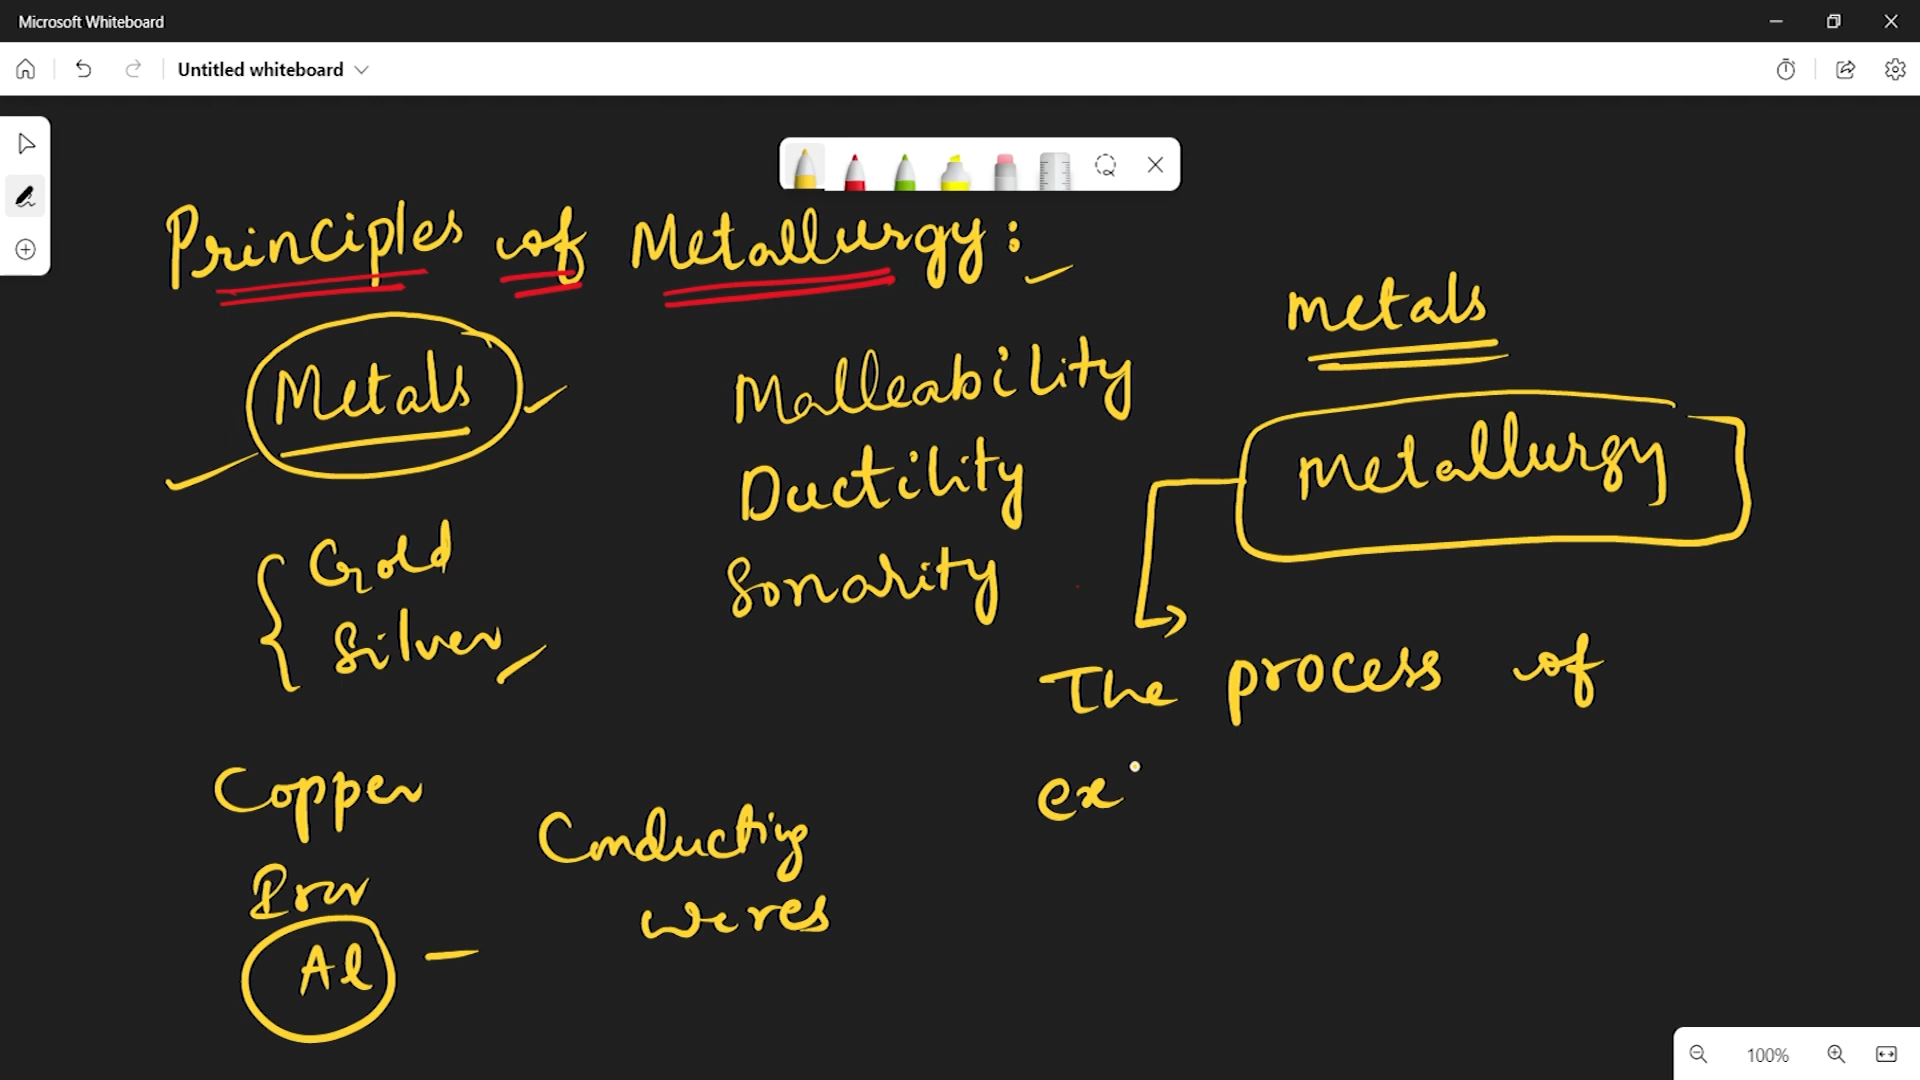 Microsoft Whiteboard
Untitled whiteboard
Principles of Metallurgy:
Metals
Gold
Silver
Copper
Iron
Al
Conducting
wires
Malleability
Ductility
Sonority
metals
metallurgy
The process of
ex
100%